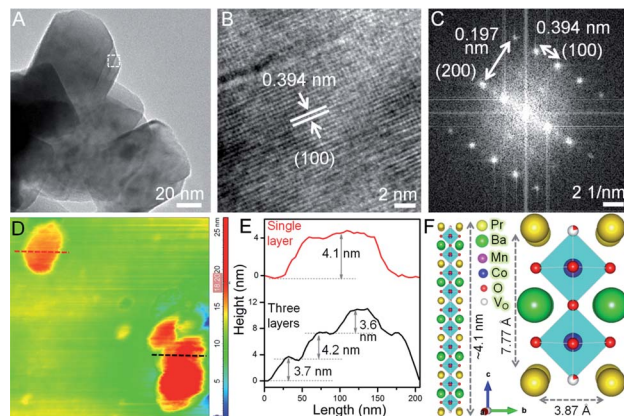 A
20 nm
B
0.394 nm
(100)
2 nm
C
0.197
nm
0.394 nm
(100)
(200)
2 1/nm
D
25 nm
20
15
10
5
0
E
Single
layer
4.1 nm
Three
layers
3.6
nm
4.2 nm
3.7 nm
Height (nm)
4
0
12
8
4
0
0 50 100 150 200
Length (nm)
F
Pr
Ba
Mn
Co
O
VO
~4.1 nm
7.77 Å
3.87 Å
c
b